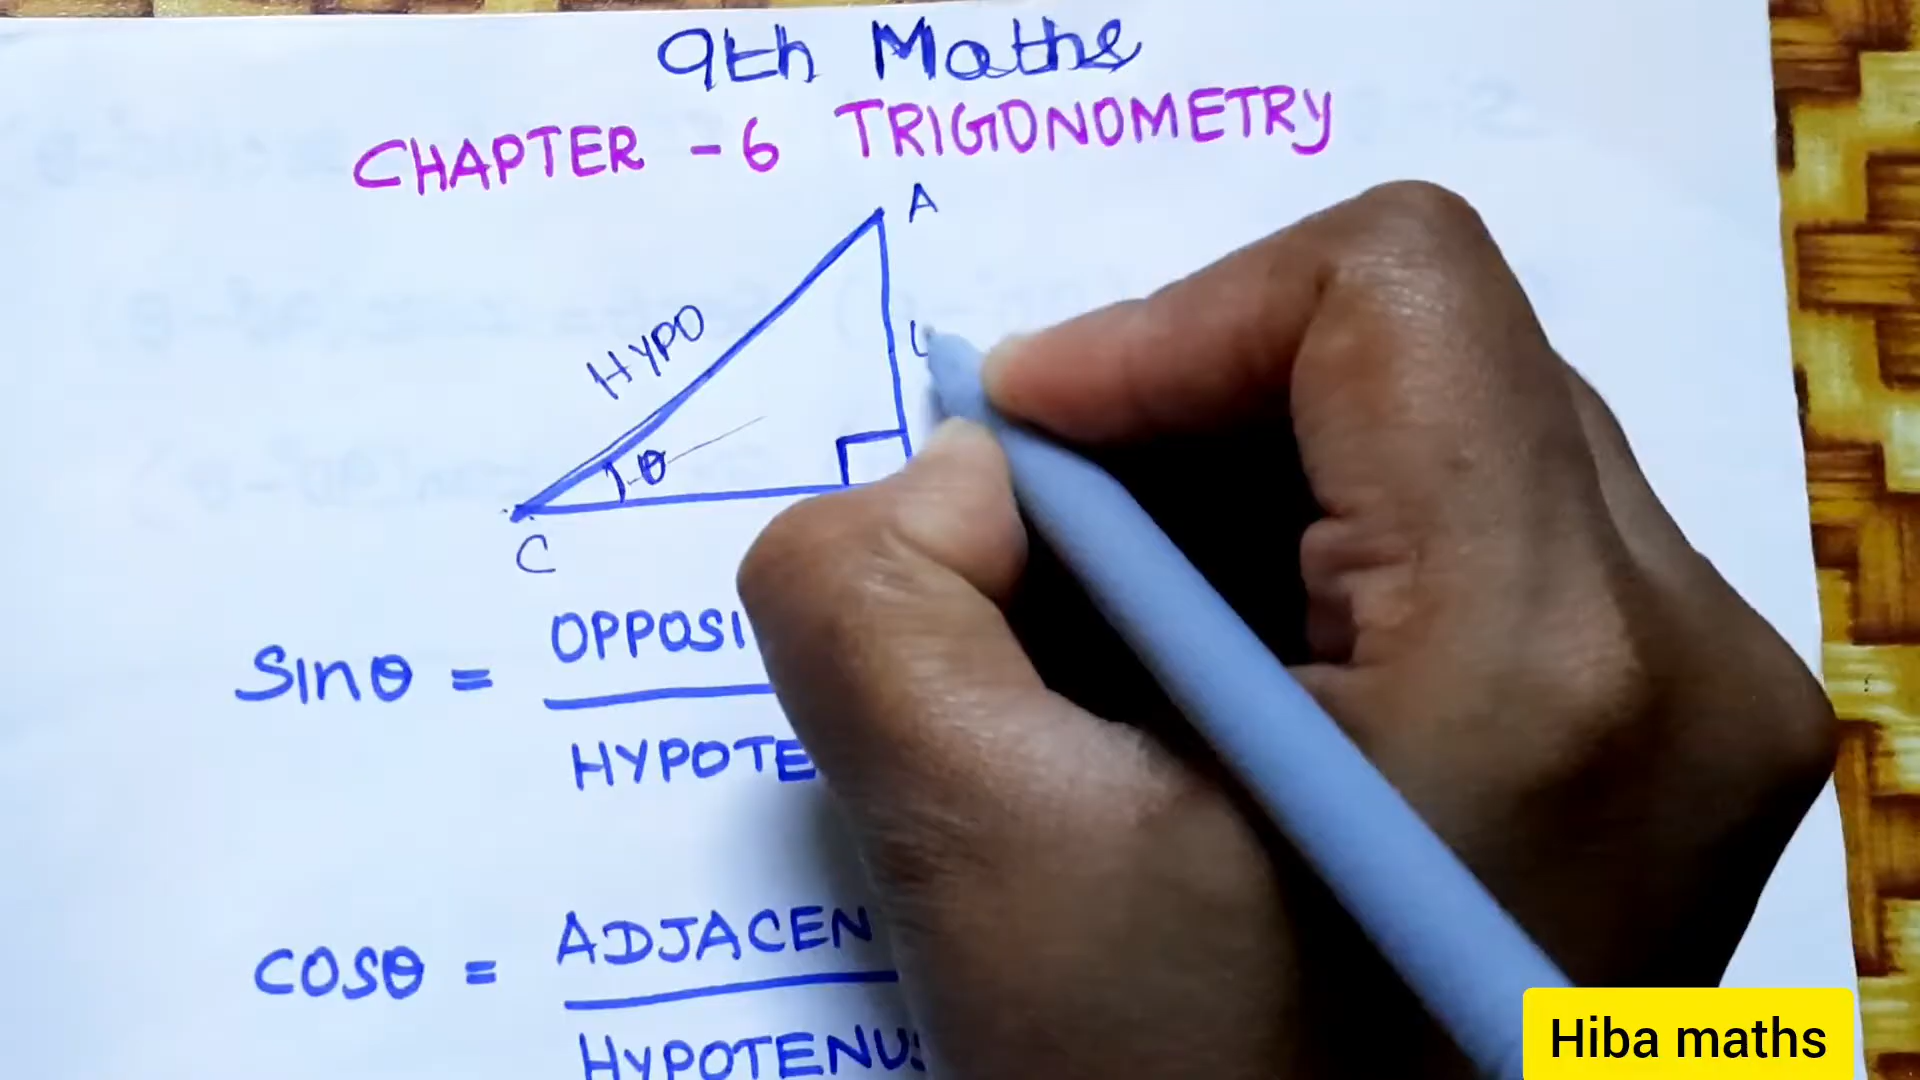 9th Maths
CHAPTER - 6 TRIGONOMETRY
A
HYPO
θ
C
Sinθ = OPPOSI
HYPOTE
COSθ = ADJACEN
HYPOTENU
Hiba maths